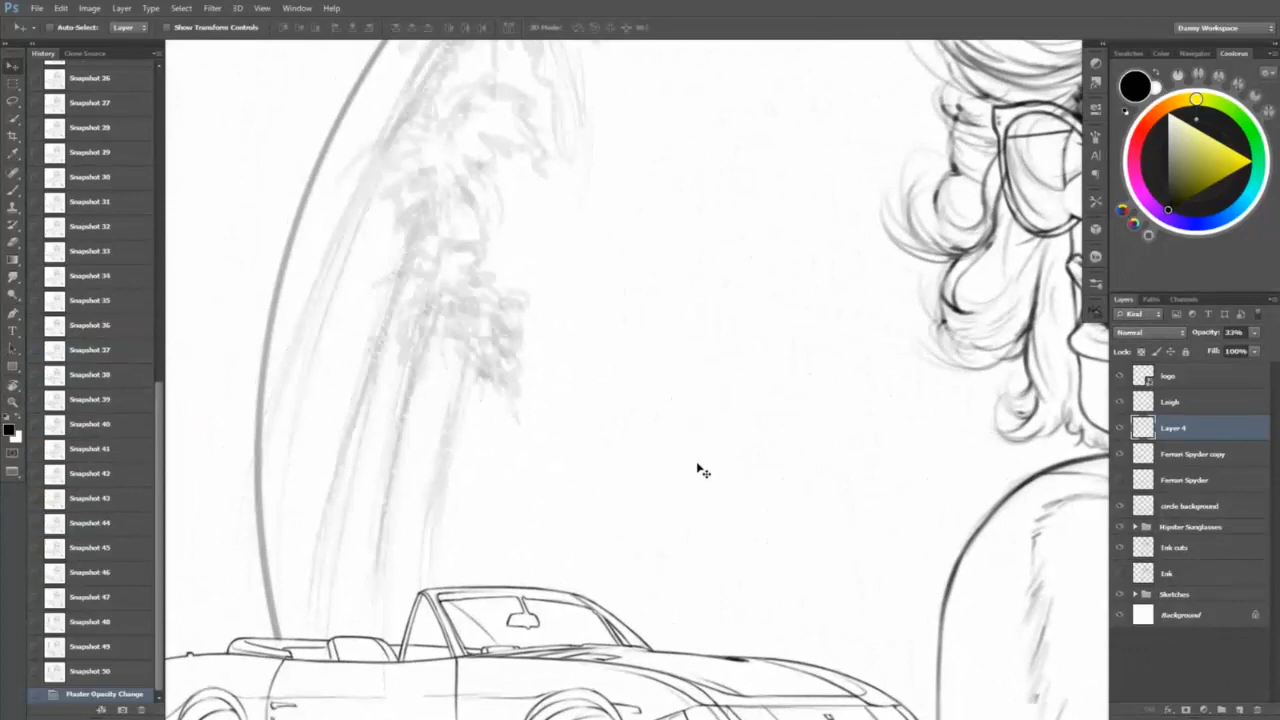 Ps File Edit Image Layer Type Select Filter 3D View Window Help
Auto-Select: Layer Show Transform Controls 3D Mode: Danny Workspace
History Clone Source
Snapshot 26
Snapshot 27
Snapshot 28
Snapshot 29
Snapshot 30
Snapshot 31
Snapshot 32
Snapshot 33
Snapshot 34
Snapshot 35
Snapshot 36
Snapshot 37
Snapshot 38
Snapshot 39
Snapshot 40
Snapshot 41
Snapshot 42
Snapshot 43
Snapshot 44
Snapshot 45
Snapshot 46
Snapshot 47
Snapshot 48
Snapshot 49
Snapshot 50
Master Opacity Change
Swatches Color Navigator Coolorus
Layers Paths Channels
Kind
Normal Opacity: 33%
Lock: Fill: 100%
logo
Leigh
Layer 4
Ferrari Spyder copy
Ferrari Spyder
circle background
Hipster Sunglasses
Ink cuts
Ink
Sketches
Background